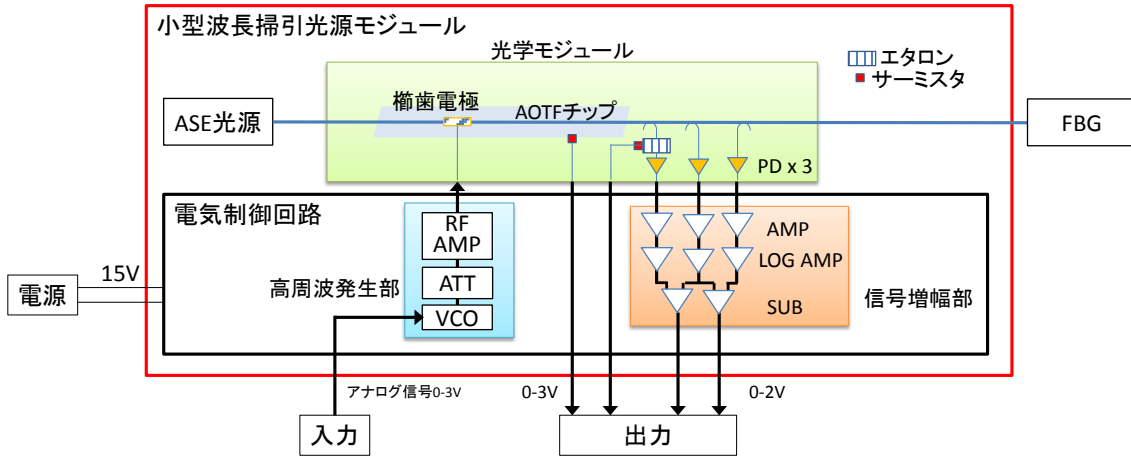 小型波長掃引光源モジュール
光学モジュール
エタロン
サーミスタ
櫛歯電極
AOTFチップ
ASE光源
FBG
PD x 3
電気制御回路
RF
AMP
ATT
VCO
高周波発生部
AMP
LOG AMP
SUB
信号増幅部
15V
電源
アナログ信号0-3V
0-3V
0-2V
入力
出力